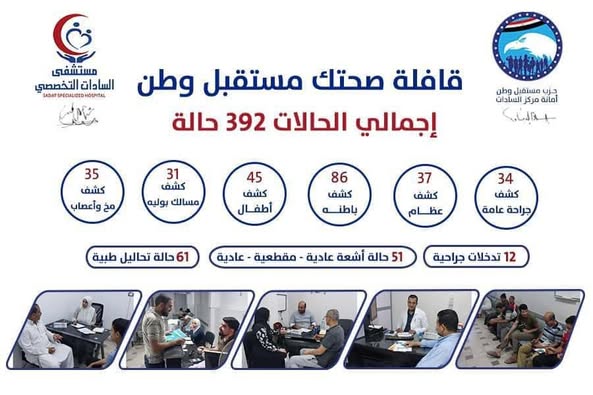 مستشفى
السادات التخصصي
SADAT SPECIALIZED HOSPITAL
حزب مستقبل وطن
أمانة مركز السادات
قافلة صحتك مستقبل وطن
إجمالي الحالات 392 حالة
34
كشف
جراحة عامة
37
كشف
عظام
86
كشف
باطنه
45
كشف
أطفال
31
كشف
مسالك بوليه
35
كشف
مخ وأعصاب
12 تدخلات جراحية
51 حالة أشعة عادية - مقطعية - عادية
61 حالة تحاليل طبية